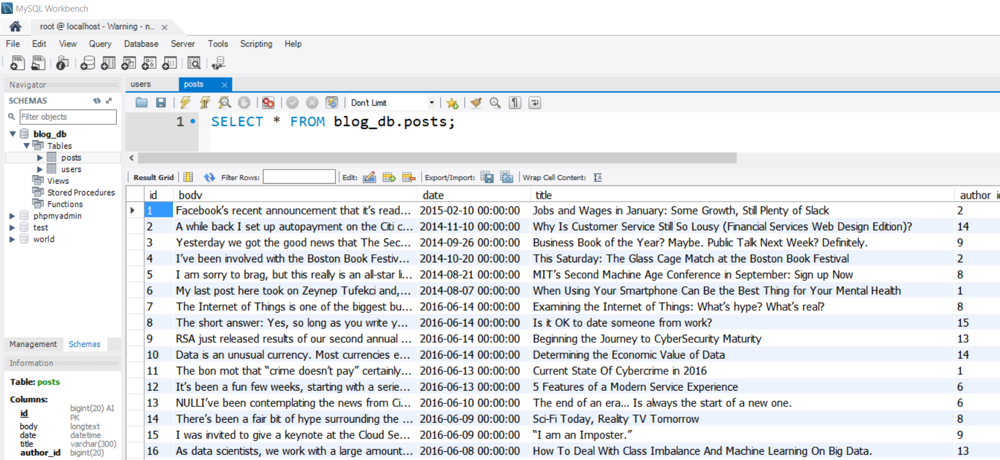 MySQL Workbench
root @ localhost - Warning - n...
File Edit View Query Database Server Tools Scripting Help
Navigator
SCHEMAS
Filter objects
blog_db
Tables
posts
users
Views
Stored Procedures
Functions
phpmyadmin
test
world
Management Schemas
Information
Table: posts
Columns:
id bigint(20) AI PK
body longtext
date datetime
title varchar(300)
author_id bigint(20)
users posts
Don't Limit
1 SELECT * FROM blog_db.posts;
Result Grid Filter Rows: Edit: Export/Import: Wrap Cell Content:
id body date title author_id
1 Facebook’s recent announcement that it’s read... 2015-02-10 00:00:00 Jobs and Wages in January: Some Growth, Still Plenty of Slack 2
2 A while back I set up autopayment on the Citi c... 2014-11-10 00:00:00 Why Is Customer Service Still So Lousy (Financial Services Web Design Edition)? 14
3 Yesterday we got the good news that The Sec... 2014-09-26 00:00:00 Business Book of the Year? Maybe. Public Talk Next Week? Definitely. 9
4 I’ve been involved with the Boston Book Festiv... 2014-10-20 00:00:00 This Saturday: The Glass Cage Match at the Boston Book Festival 2
5 I am sorry to brag, but this really is an all-star li... 2014-08-21 00:00:00 MIT’s Second Machine Age Conference in September: Sign up Now 8
6 My last post here took on Zeynep Tufekci and,... 2014-08-07 00:00:00 When Using Your Smartphone Can Be the Best Thing for Your Mental Health 1
7 The Internet of Things is one of the biggest bu... 2016-06-14 00:00:00 Examining the Internet of Things: What’s hype? What’s real? 8
8 The short answer: Yes, so long as you write y... 2016-06-14 00:00:00 Is it OK to date someone from work? 15
9 RSA just released results of our second annual ... 2016-06-14 00:00:00 Beginning the Journey to CyberSecurity Maturity 13
10 Data is an unusual currency. Most currencies e... 2016-06-14 00:00:00 Determining the Economic Value of Data 14
11 The bon mot that “crime doesn’t pay” certainly... 2016-06-13 00:00:00 Current State Of Cybercrime in 2016 1
12 It’s been a fun few weeks, starting with a serie... 2016-06-13 00:00:00 5 Features of a Modern Service Experience 6
13 NULLI’ve been contemplating the news from Ci... 2016-06-10 00:00:00 The end of an era... Is always the start of a new one. 6
14 There’s been a fair bit of hype surrounding the ... 2016-06-09 00:00:00 Sci-Fi Today, Reality TV Tomorrow 8
15 I was invited to give a keynote at the Cloud Se... 2016-06-09 00:00:00 “I am an Imposter.” 9
16 As data scientists, we work with a large amount... 2016-06-08 00:00:00 How To Deal With Class Imbalance And Machine Learning On Big Data. 13